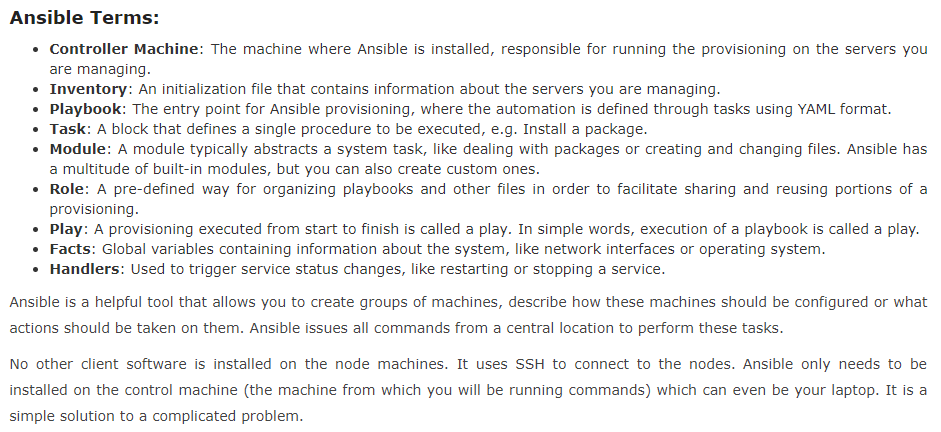 Ansible Terms:
• Controller Machine: The machine where Ansible is installed, responsible for running the provisioning on the servers you
are managing.
• Inventory: An initialization file that contains information about the servers you are managing.
• Playbook: The entry point for Ansible provisioning, where the automation is defined through tasks using YAML format.
• Task: A block that defines a single procedure to be executed, e.g. Install a package.
• Module: A module typically abstracts a system task, like dealing with packages or creating and changing files. Ansible has
a multitude of built-in modules, but you can also create custom ones.
• Role: A pre-defined way for organizing playbooks and other files in order to facilitate sharing and reusing portions of a
provisioning.
• Play: A provisioning executed from start to finish is called a play. In simple words, execution of a playbook is called a play.
• Facts: Global variables containing information about the system, like network interfaces or operating system.
• Handlers: Used to trigger service status changes, like restarting or stopping a service.
Ansible is a helpful tool that allows you to create groups of machines, describe how these machines should be configured or what
actions should be taken on them. Ansible issues all commands from a central location to perform these tasks.
No other client software is installed on the node machines. It uses SSH to connect to the nodes. Ansible only needs to be
installed on the control machine (the machine from which you will be running commands) which can even be your laptop. It is a
simple solution to a complicated problem.